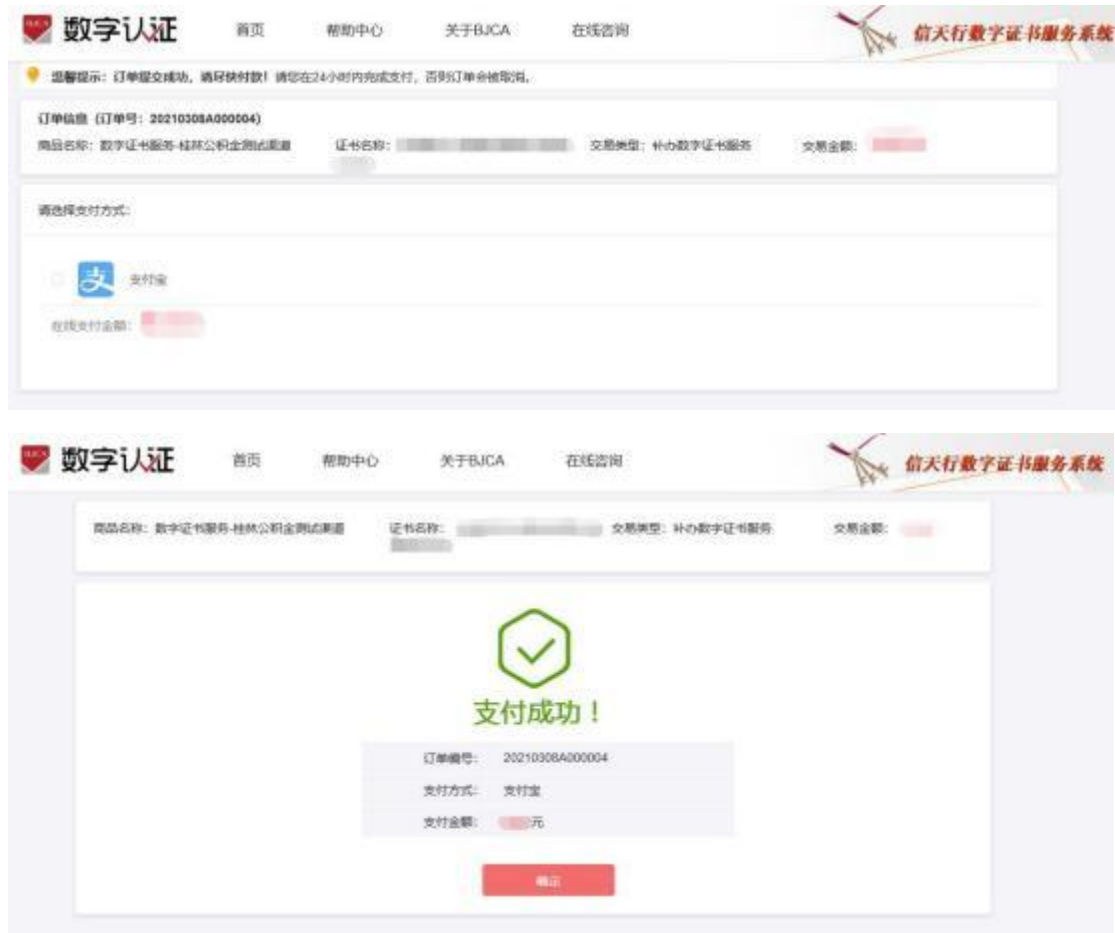 BJCA 数字认证 首页 帮助中心 关于BJCA 在线咨询 信天行数字证书服务系统
温馨提示：订单提交成功，请尽快付款！请您在24小时内完成支付，否则订单会被取消。
订单信息（订单号：20210308A000004）
商品名称：数字证书服务-桂林公积金测试渠道 证书名称： 交易类型：补办数字证书服务 交易金额：
请选择支付方式：
支 支付宝
在线支付金额：
BJCA 数字认证 首页 帮助中心 关于BJCA 在线咨询 信天行数字证书服务系统
商品名称：数字证书服务-桂林公积金测试渠道 证书名称： 交易类型：补办数字证书服务 交易金额：
支付成功！
订单编号： 20210308A000004
支付方式： 支付宝
支付金额： 元
确定